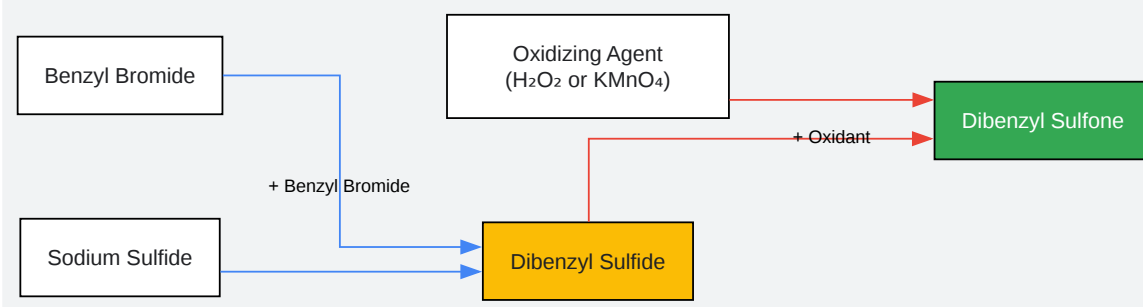 Benzyl Bromide
Oxidizing Agent
(H₂O₂ or KMnO₄)
Dibenzyl Sulfone
+ Oxidant
+ Benzyl Bromide
Sodium Sulfide
Dibenzyl Sulfide